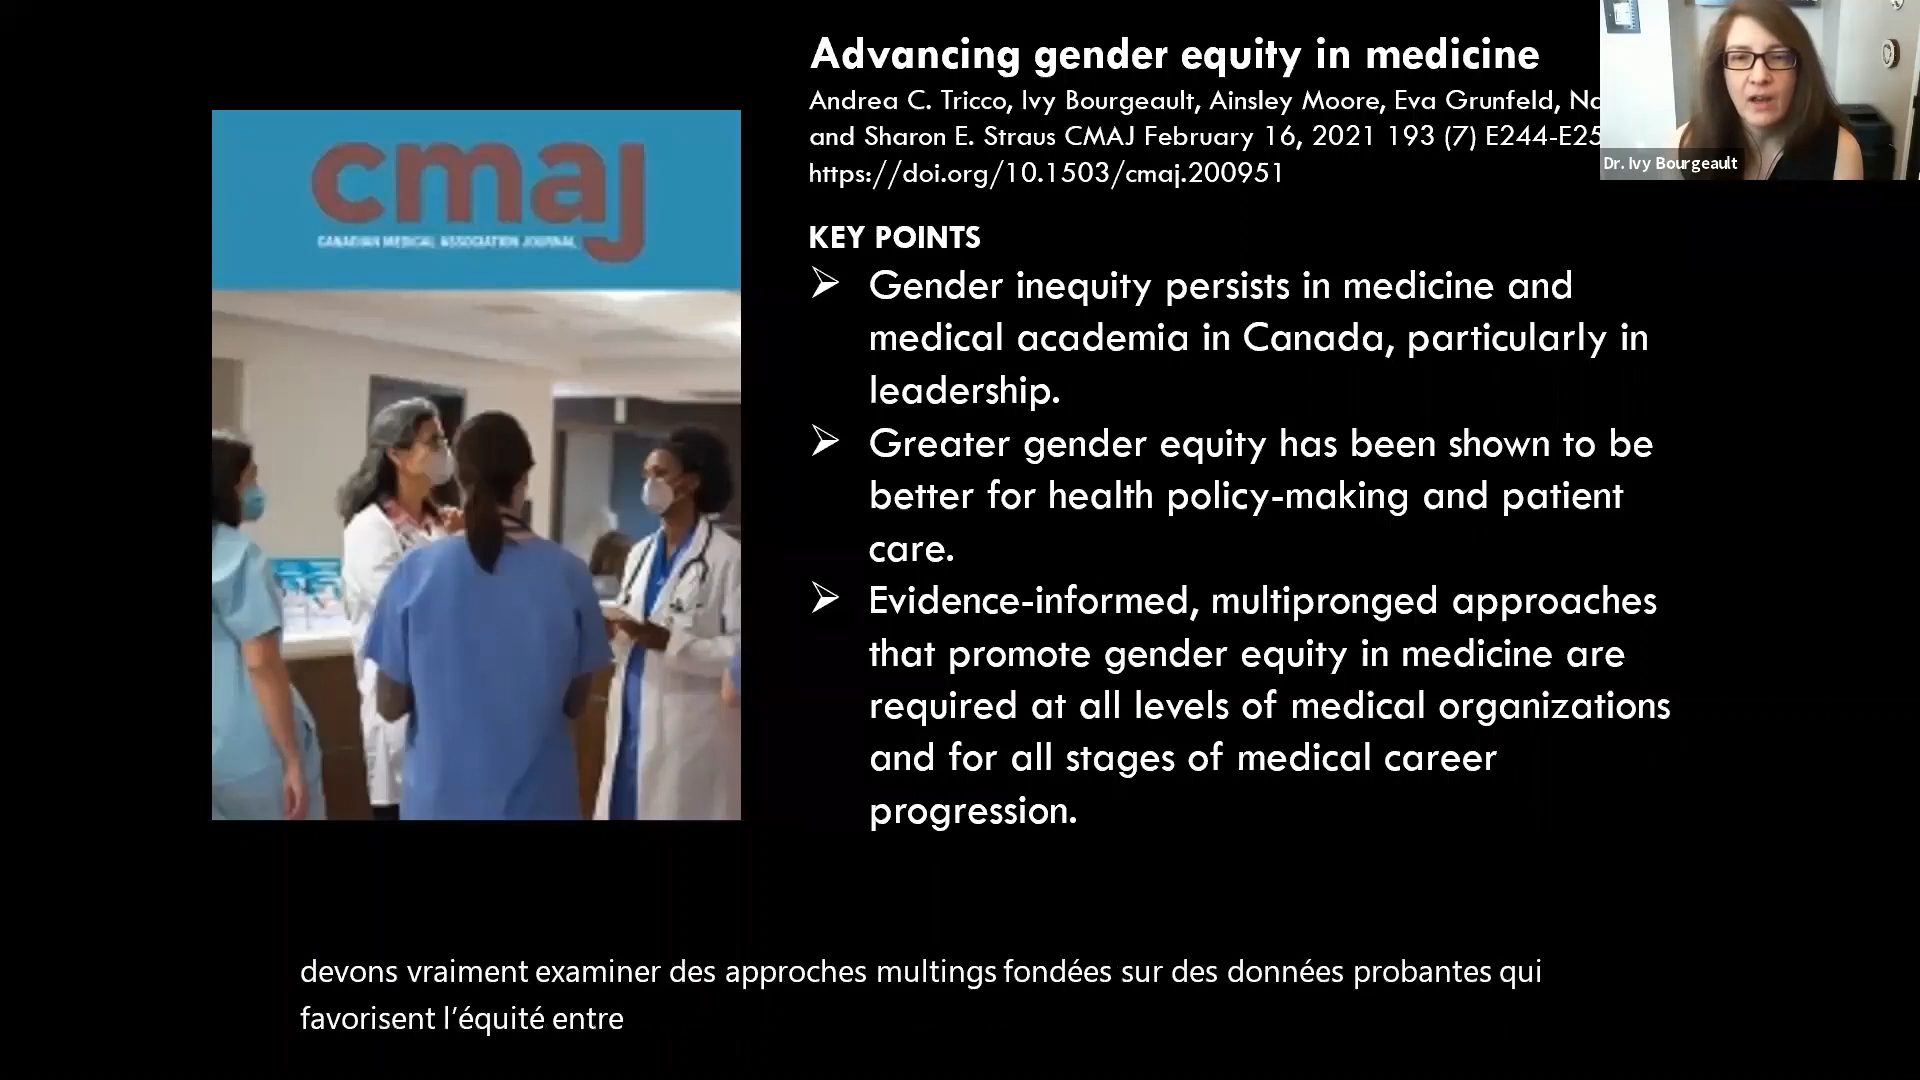 cmaj
CANADIAN MEDICAL ASSOCIATION JOURNAL
Advancing gender equity in medicine
Andrea C. Tricco, Ivy Bourgeault, Ainsley Moore, Eva Grunfeld,
and Sharon E. Straus CMAJ February 16, 2021 193 (7)
https://doi.org/10.1503/cmaj.200951
Dr. Ivy Bourgeault
KEY POINTS
➢ Gender inequity persists in medicine and
medical academia in Canada, particularly in
leadership.
➢ Greater gender equity has been shown to be
better for health policy-making and patient
care.
➢ Evidence-informed, multipronged approaches
that promote gender equity in medicine are
required at all levels of medical organizations
and for all stages of medical career
progression.
devons vraiment examiner des approches multings fondées sur des données probantes qui
favorisent l’équité entre